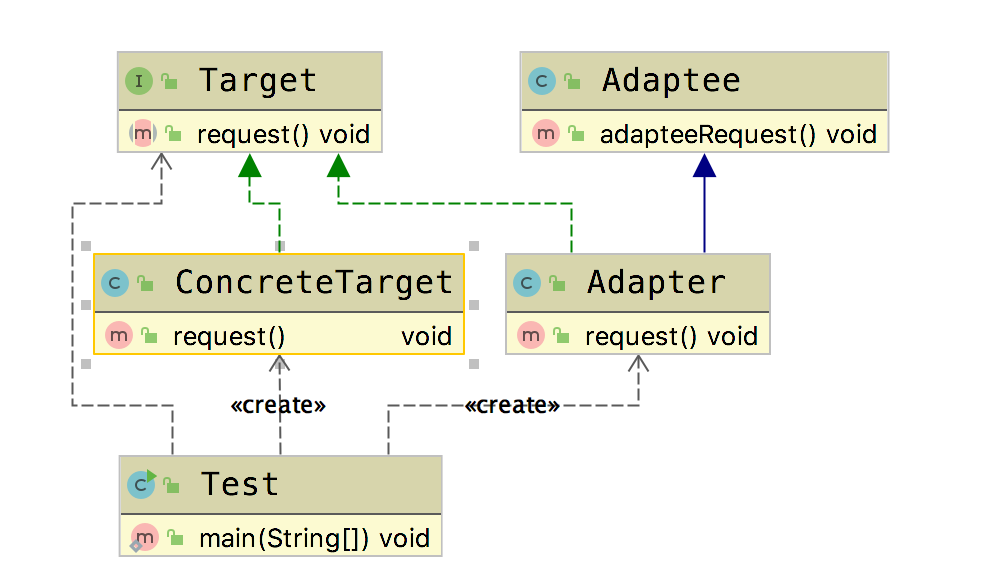 I Target
m request() void
C Adaptee
m adapteeRequest() void
C ConcreteTarget
m request() void
C Adapter
m request() void
«create»
«create»
C Test
m main(String[]) void